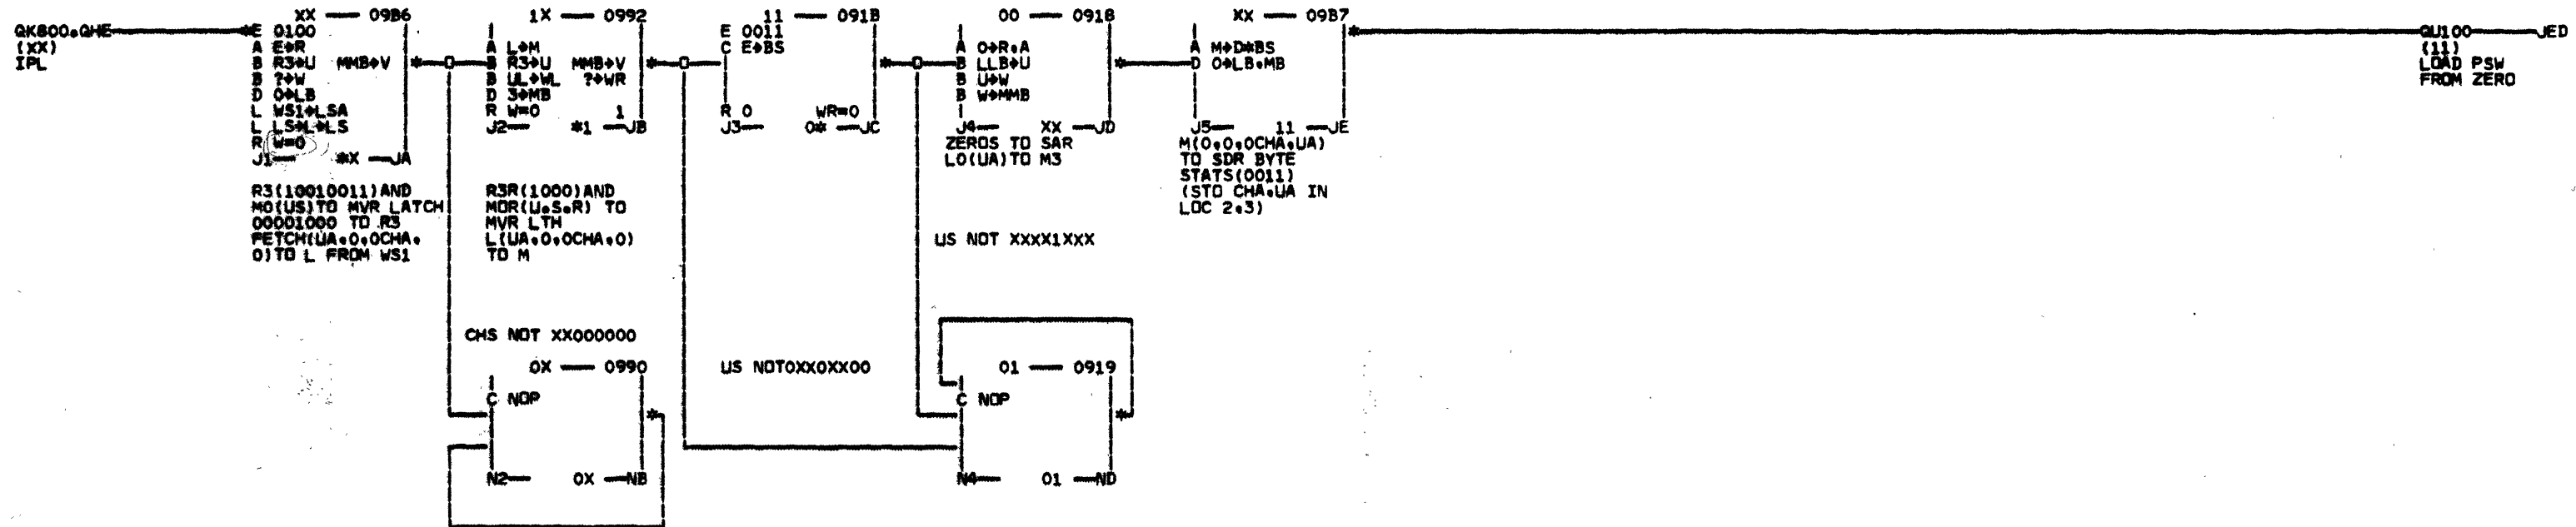 QK800.QHE
(XX)
IPL
XX — 09B6
E 0100
A E→R
B R3→U MMB→V
B ?→W
D 0→LB
L WS1→LSA
L LS→L→LS
R W=0
J1— *X —JA
R3(10010011)AND
M0(US)TO MVR LATCH
00001000 TO R3
FETCH(UA.0.0CHA.
0)TO L FROM WS1
1X — 0992
A L→M
B R3→U MMB→V
B UL→WL ?→WR
D 3→MB
R W=0 1
J2— *1 —JB
R3R(1000)AND
M0R(U.S.R) TO
MVR LTH
L(UA.0.0CHA.0)
TO M
11 — 091B
E 0011
C E→BS
R 0 WR=0
J3— 0* —JC
00 — 0918
A 0→R.A
B LLB→U
B U→W
B W→MMB
J4— XX —JD
ZEROS TO SAR
L0(UA)TO M3
US NOT XXXX1XXX
XX — 09B7
A M→D*BS
D 0→LB.MB
J5— 11 —JE
M(0.0.0CHA.UA)
TO SDR BYTE
STATS(0011)
(STO CHA.UA IN
LOC 2.3)
QU100 JED
(11)
LOAD PSW
FROM ZERO
CHS NOT XX000000
0X — 0990
C NOP
N2— 0X —NB
US NOT0XX0XX00
01 — 0919
C NOP
N4— 01 —ND